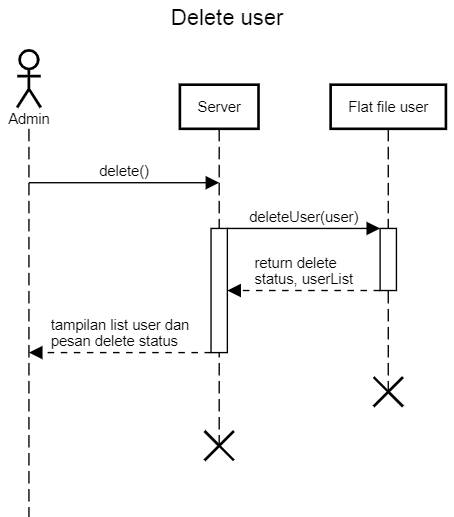 Delete user
Admin
Server
Flat file user
delete()
deleteUser(user)
return delete
status, userList
tampilan list user dan
pesan delete status